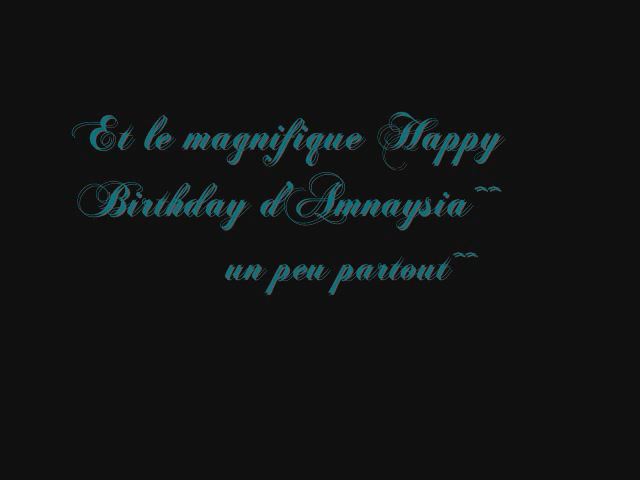 Et le magnifique Happy
Birthday d'Amnaysia^^
un peu partout^^